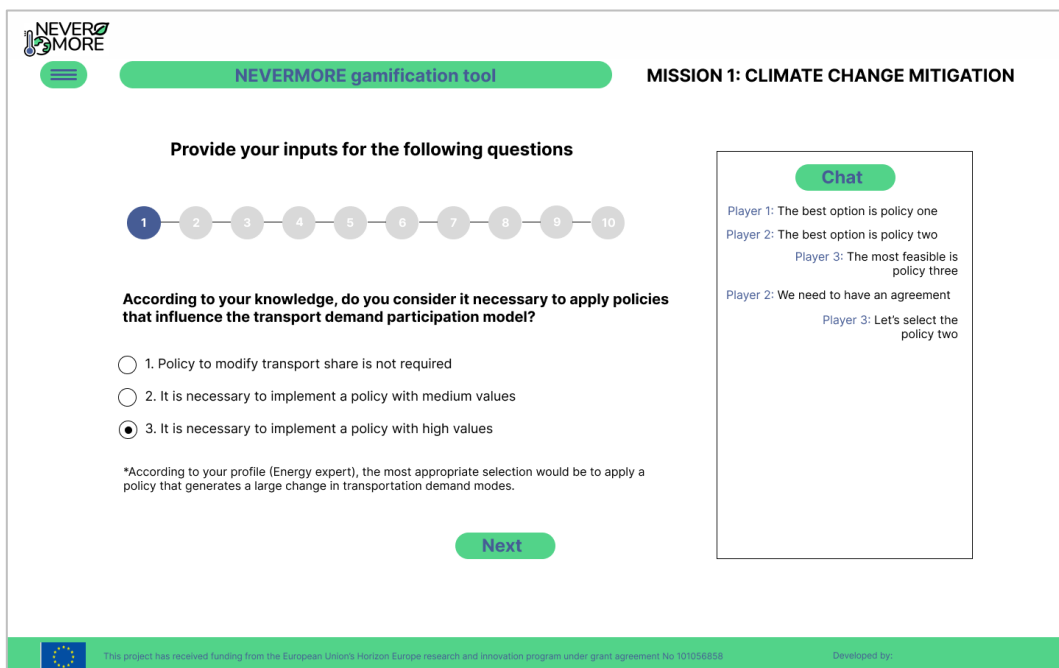 NEVER
MORE
NEVERMORE gamification tool
MISSION 1: CLIMATE CHANGE MITIGATION
Provide your inputs for the following questions
1 2 3 4 5 6 7 8 9 10
According to your knowledge, do you consider it necessary to apply policies
that influence the transport demand participation model?
1. Policy to modify transport share is not required
2. It is necessary to implement a policy with medium values
3. It is necessary to implement a policy with high values
*According to your profile (Energy expert), the most appropriate selection would be to apply a
policy that generates a large change in transportation demand modes.
Next
Chat
Player 1: The best option is policy one
Player 2: The best option is policy two
Player 3: The most feasible is
policy three
Player 2: We need to have an agreement
Player 3: Let’s select the
policy two
This project has received funding from the European Union's Horizon Europe research and innovation program under grant agreement No 101056858
Developed by: